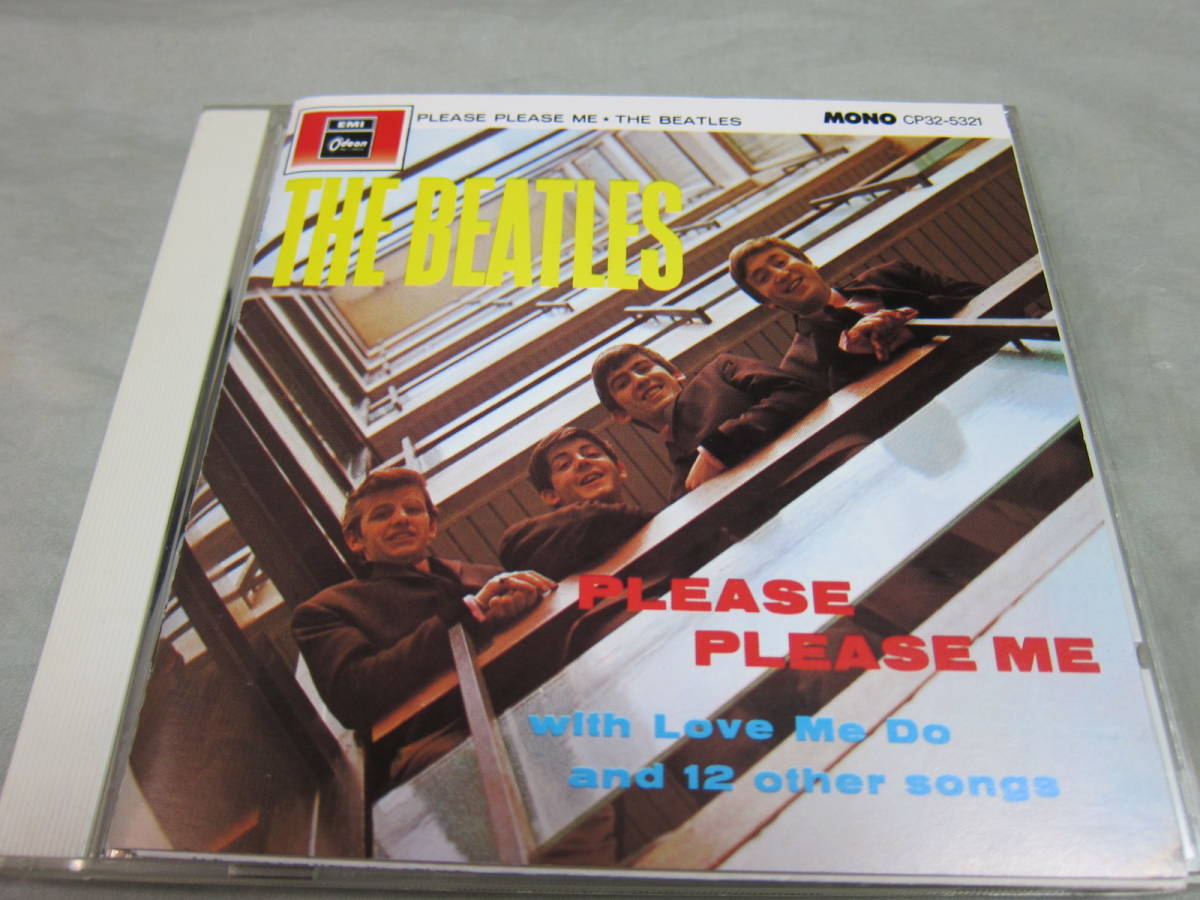 EMI
Odeon
PLEASE PLEASE ME ★ THE BEATLES
MONO CP32-5321
THE BEATLES
PLEASE
PLEASE ME
with Love Me Do
and 12 other songs